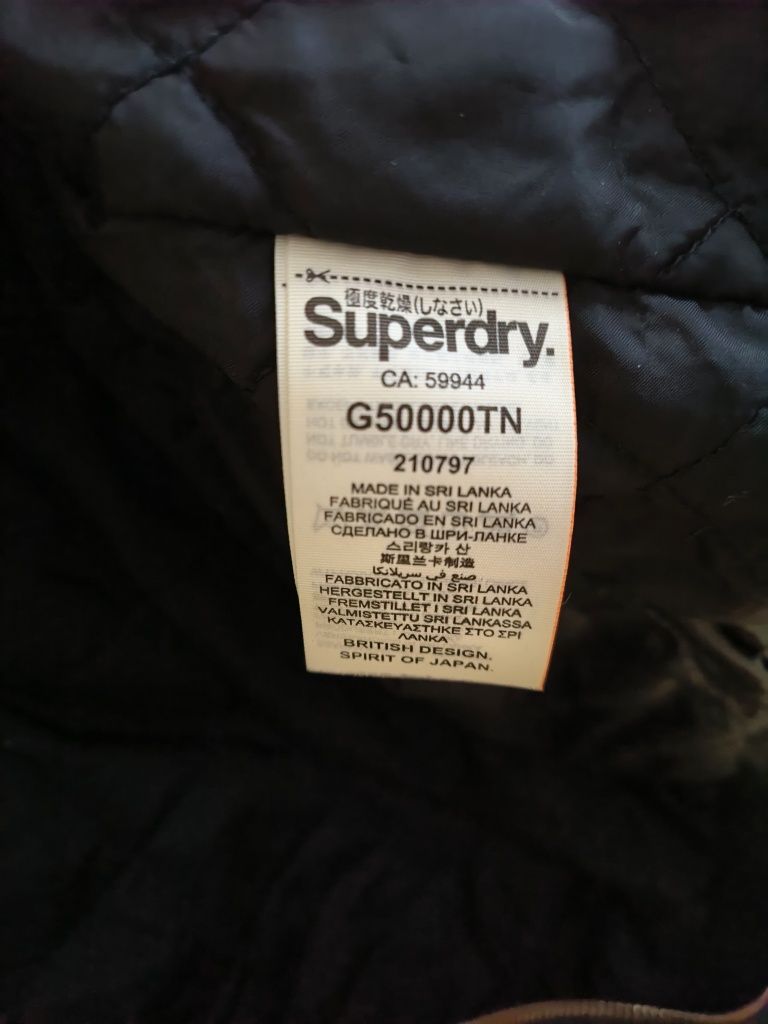 極度乾燥(しなさい)
Superdry.
CA: 59944
G50000TN
210797
MADE IN SRI LANKA
FABRIQUÉ AU SRI LANKA
FABRICADO EN SRI LANKA
СДЕЛАНО В ШРИ-ЛАНКЕ
스리랑카 산
斯里兰卡制造
صنع في سريلانكا
FABBRICATO IN SRI LANKA
HERGESTELLT IN SRI LANKA
FREMSTILLET I SRI LANKA
VALMISTETTU SRI LANKASSA
ΚΑΤΑΣΚΕΥΑΣΤΗΚΕ ΣΤΟ ΣΡΙ
ΛΑΝΚΑ
BRITISH DESIGN.
SPIRIT OF JAPAN.